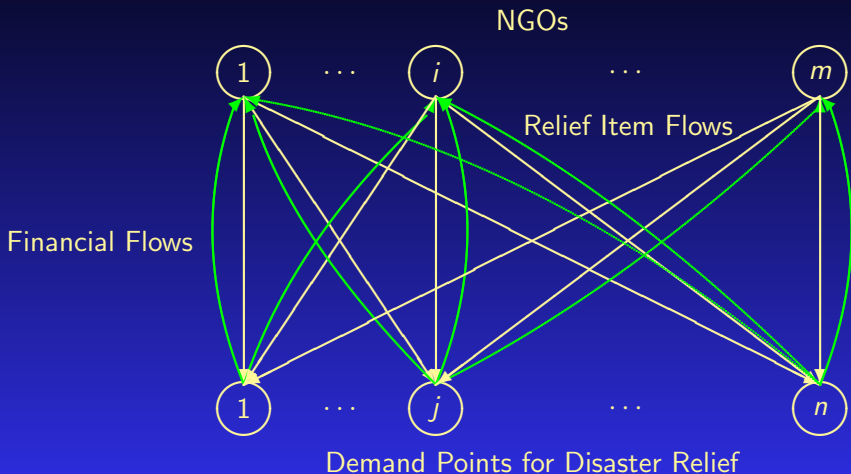 NGOs
1 ... i ... m
Relief Item Flows
Financial Flows
1 ... j ... n
Demand Points for Disaster Relief